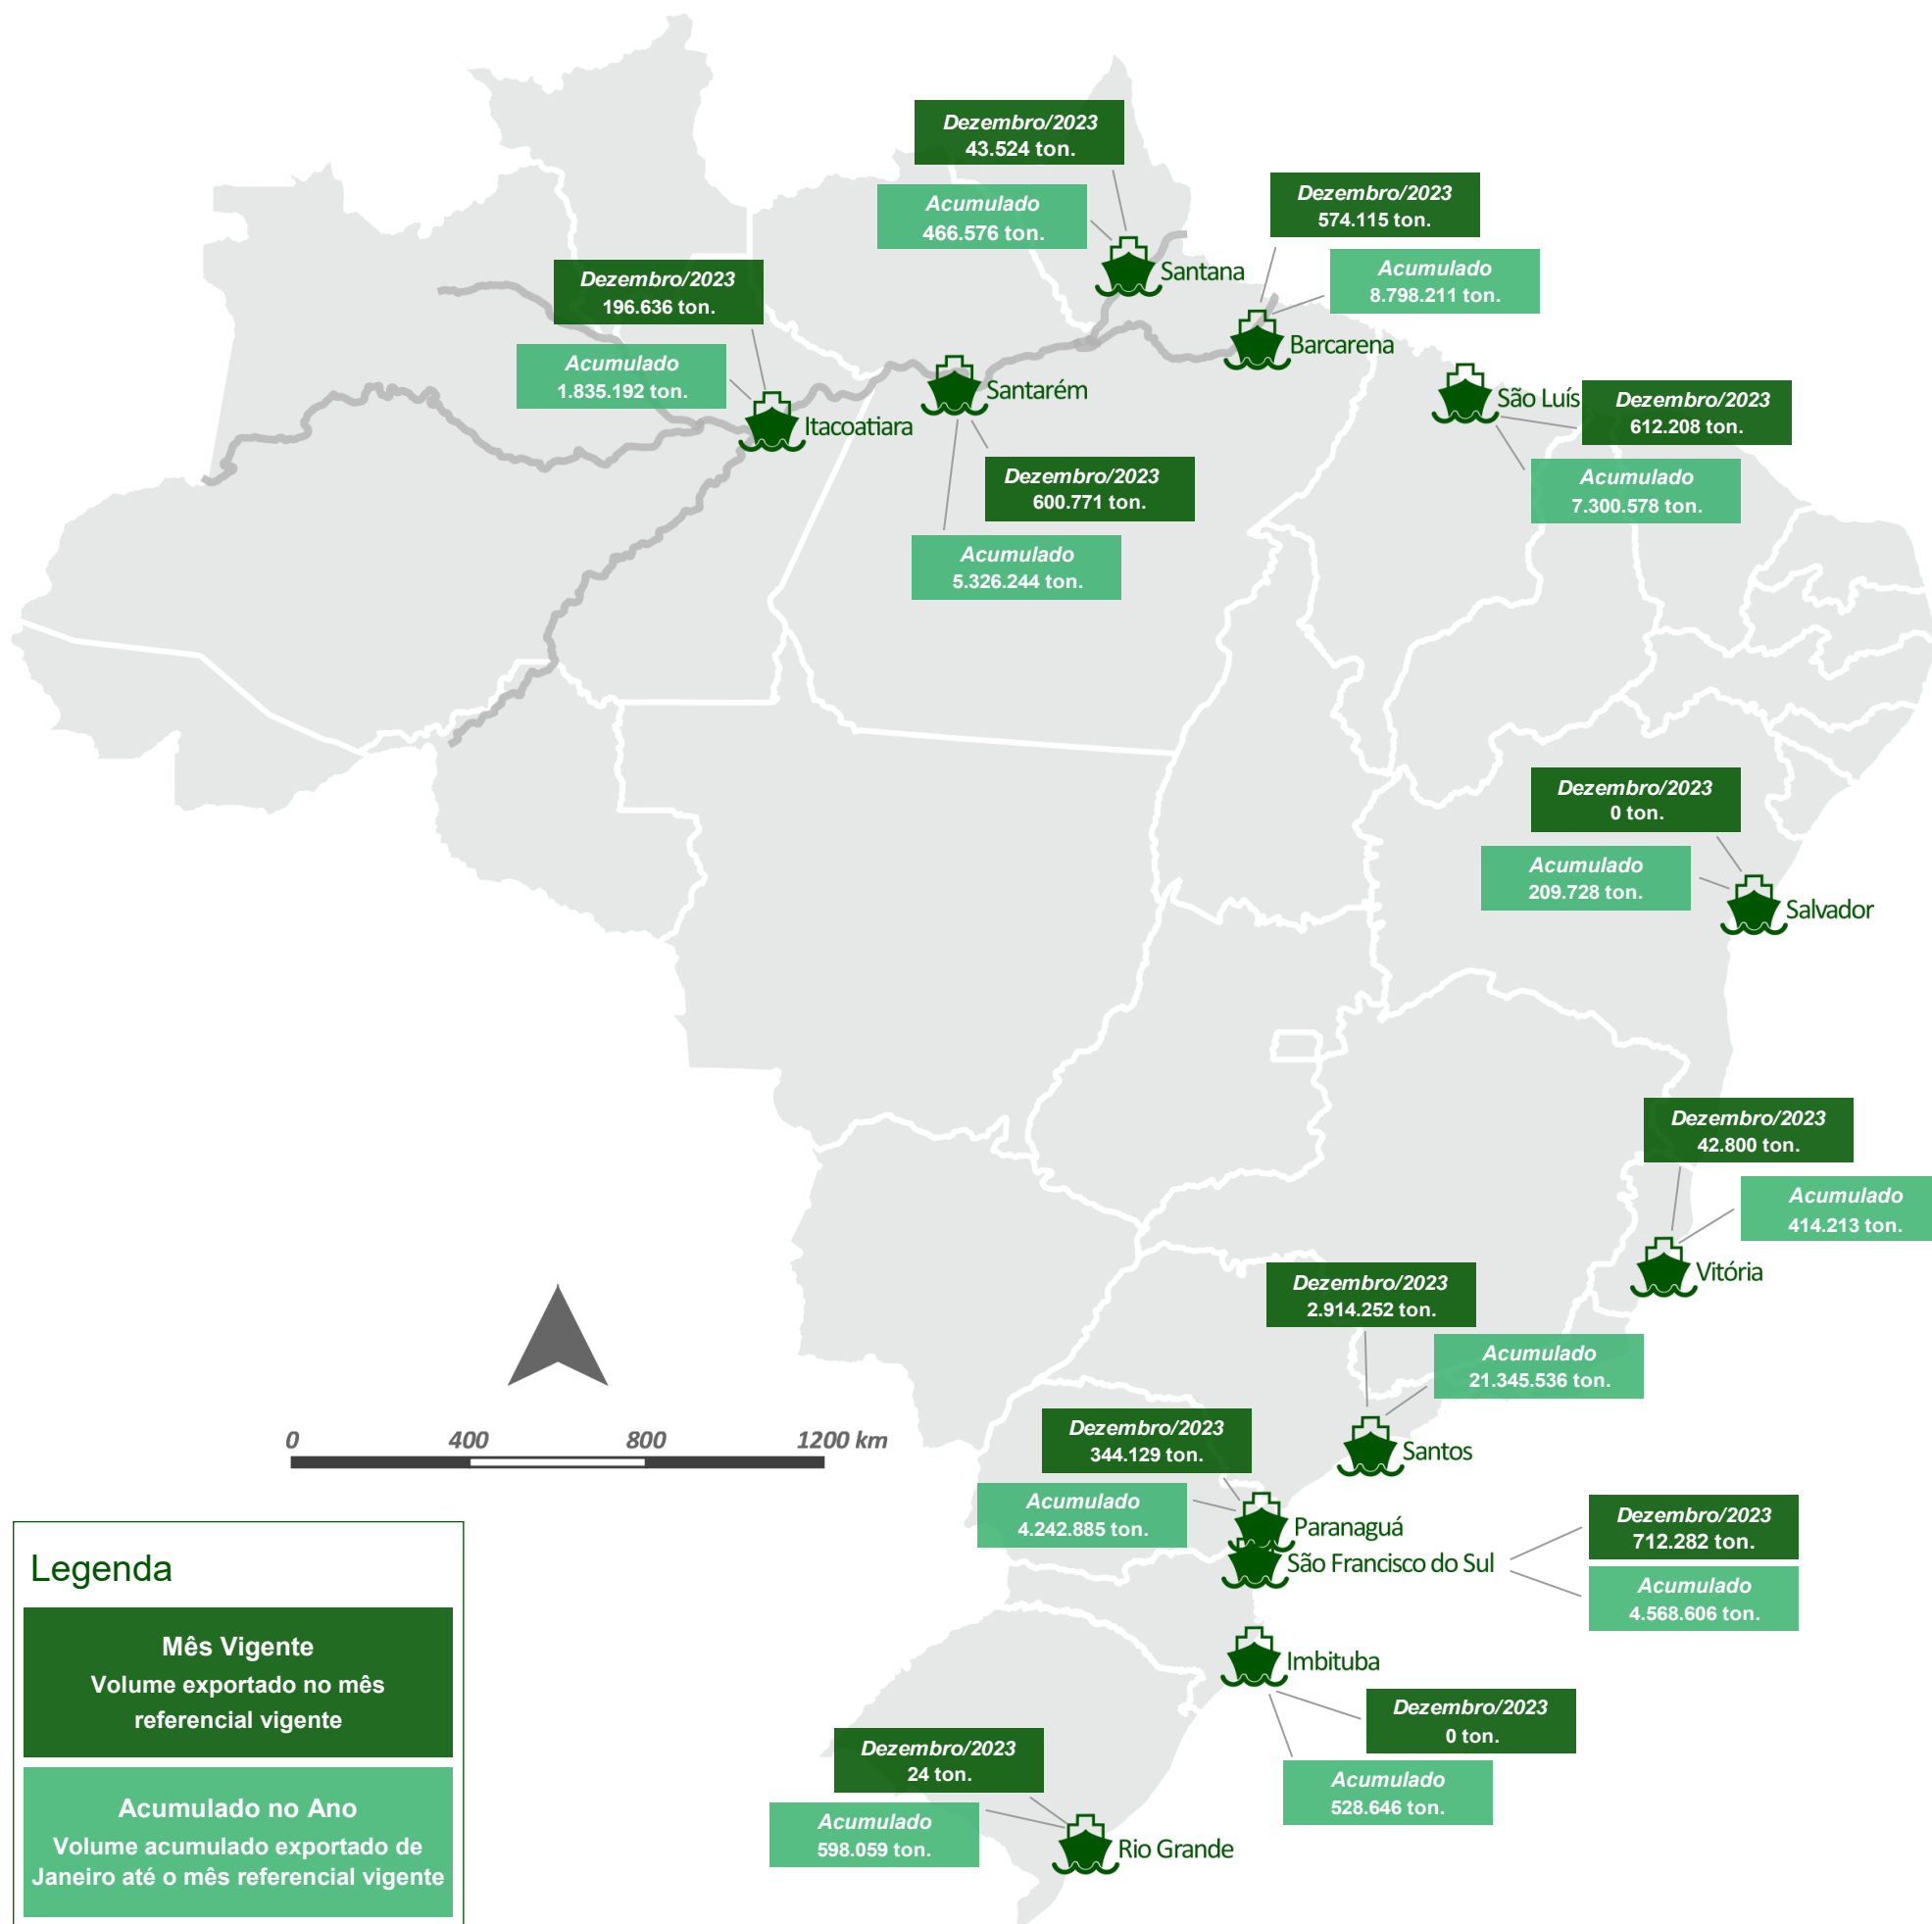 Dezembro/2023
43.524 ton.
Acumulado
466.576 ton.
Santana
Dezembro/2023
574.115 ton.
Acumulado
8.798.211 ton.
Barcarena
Dezembro/2023
196.636 ton.
Acumulado
1.835.192 ton.
Itacoatiara
Santarém
Dezembro/2023
600.771 ton.
Acumulado
5.326.244 ton.
São Luís
Dezembro/2023
612.208 ton.
Acumulado
7.300.578 ton.
Dezembro/2023
0 ton.
Acumulado
209.728 ton.
Salvador
Dezembro/2023
42.800 ton.
Acumulado
414.213 ton.
Vitória
Dezembro/2023
2.914.252 ton.
Acumulado
21.345.536 ton.
Santos
Dezembro/2023
344.129 ton.
Acumulado
4.242.885 ton.
Paranaguá
São Francisco do Sul
Dezembro/2023
712.282 ton.
Acumulado
4.568.606 ton.
Imbituba
Dezembro/2023
0 ton.
Acumulado
528.646 ton.
Dezembro/2023
24 ton.
Acumulado
598.059 ton.
Rio Grande
0 400 800 1200 km
Legenda
Mês Vigente
Volume exportado no mês
referencial vigente
Acumulado no Ano
Volume acumulado exportado de
Janeiro até o mês referencial vigente